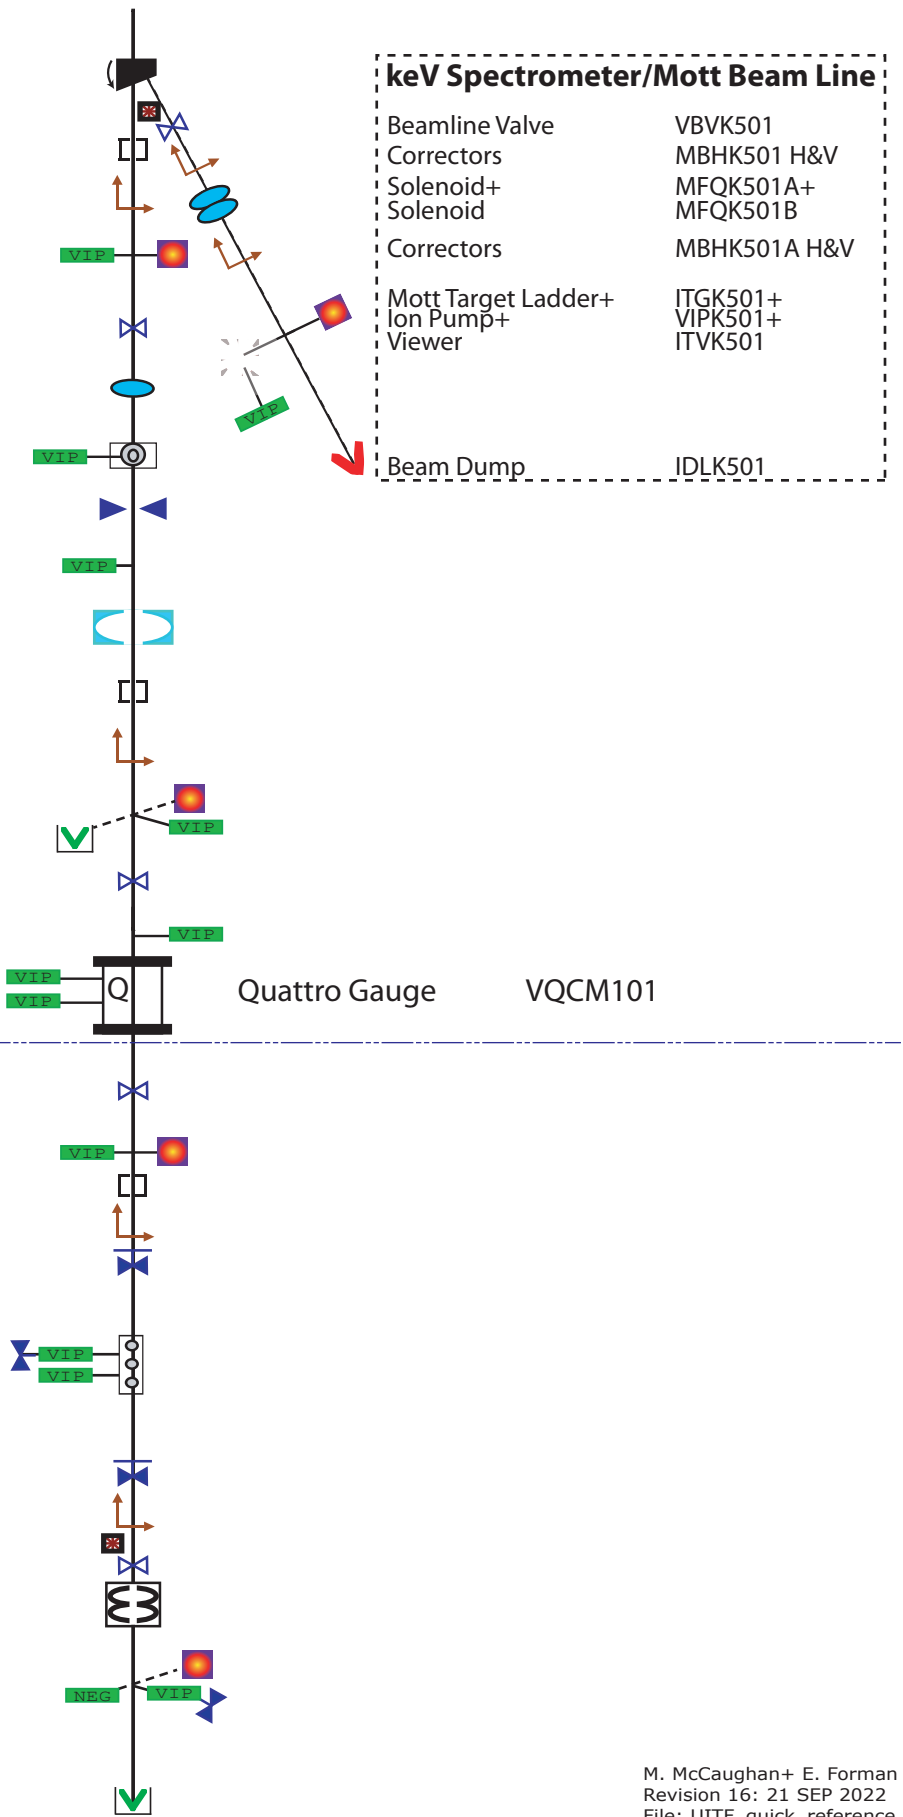 keV Spectrometer/Mott Beam Line
Beamline Valve VBVK501
Correctors MBHK501 H&V
Solenoid+ MFQK501A+
Solenoid MFQK501B
VIP
Correctors MBHK501A H&V
Mott Target Ladder+ ITGK501+
Ion Pump+ VIPK501+
Viewer ITVK501
VIP
VIP
Beam Dump IDLK501
VIP
VIP
VIP
VIP
VIP
Q
Quattro Gauge VQCM101
VIP
VIP
VIP
NEG
VIP
M. McCaughan+ E. Forman
Revision 16: 21 SEP 2022
File: UITF_quick_reference